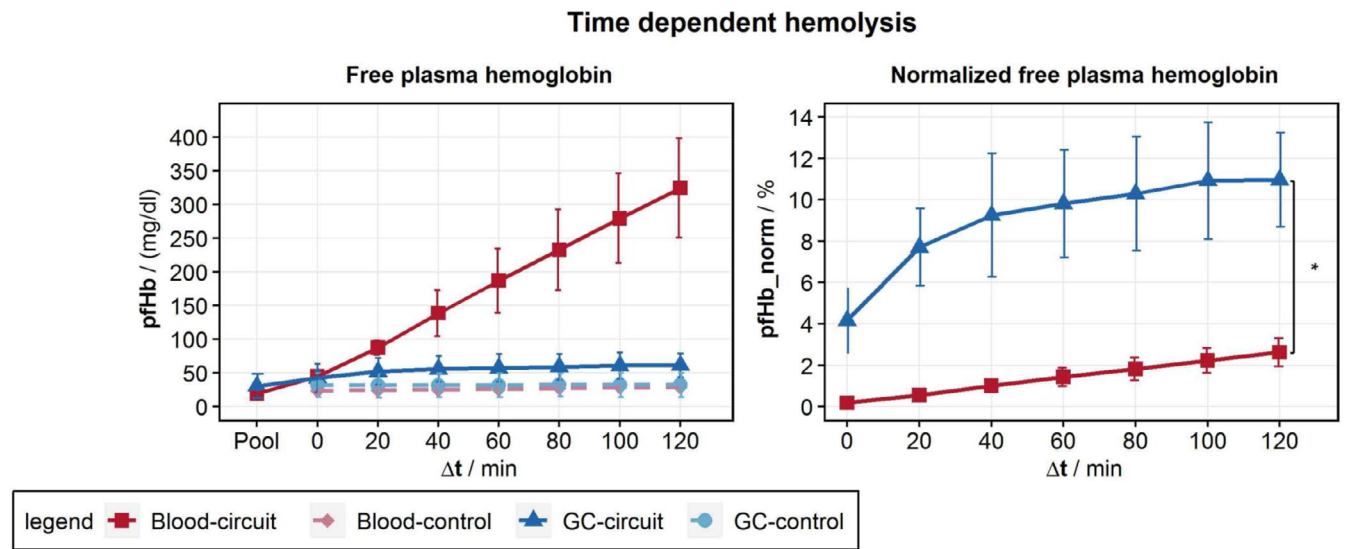 Time dependent hemolysis
Free plasma hemoglobin
pfHb / (mg/dl)
400
350
300
250
200
150
100
50
0
Pool 0 20 40 60 80 100 120
Δt / min
Normalized free plasma hemoglobin
pfHb_norm / %
14
12
10
8
6
4
2
0
*
0 20 40 60 80 100 120
Δt / min
legend Blood-circuit Blood-control GC-circuit GC-control